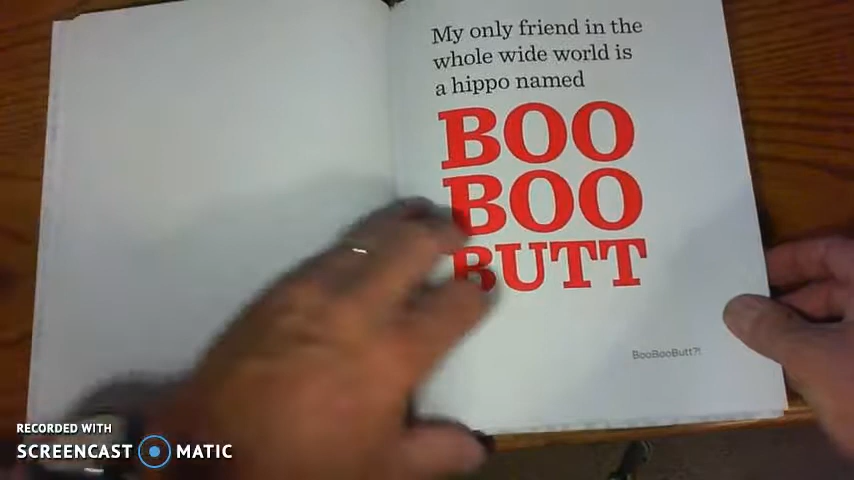 My only friend in the
whole wide world is
a hippo named
BOO
BOO
BUTT
BooBooButt?!
RECORDED WITH
SCREENCAST MATIC